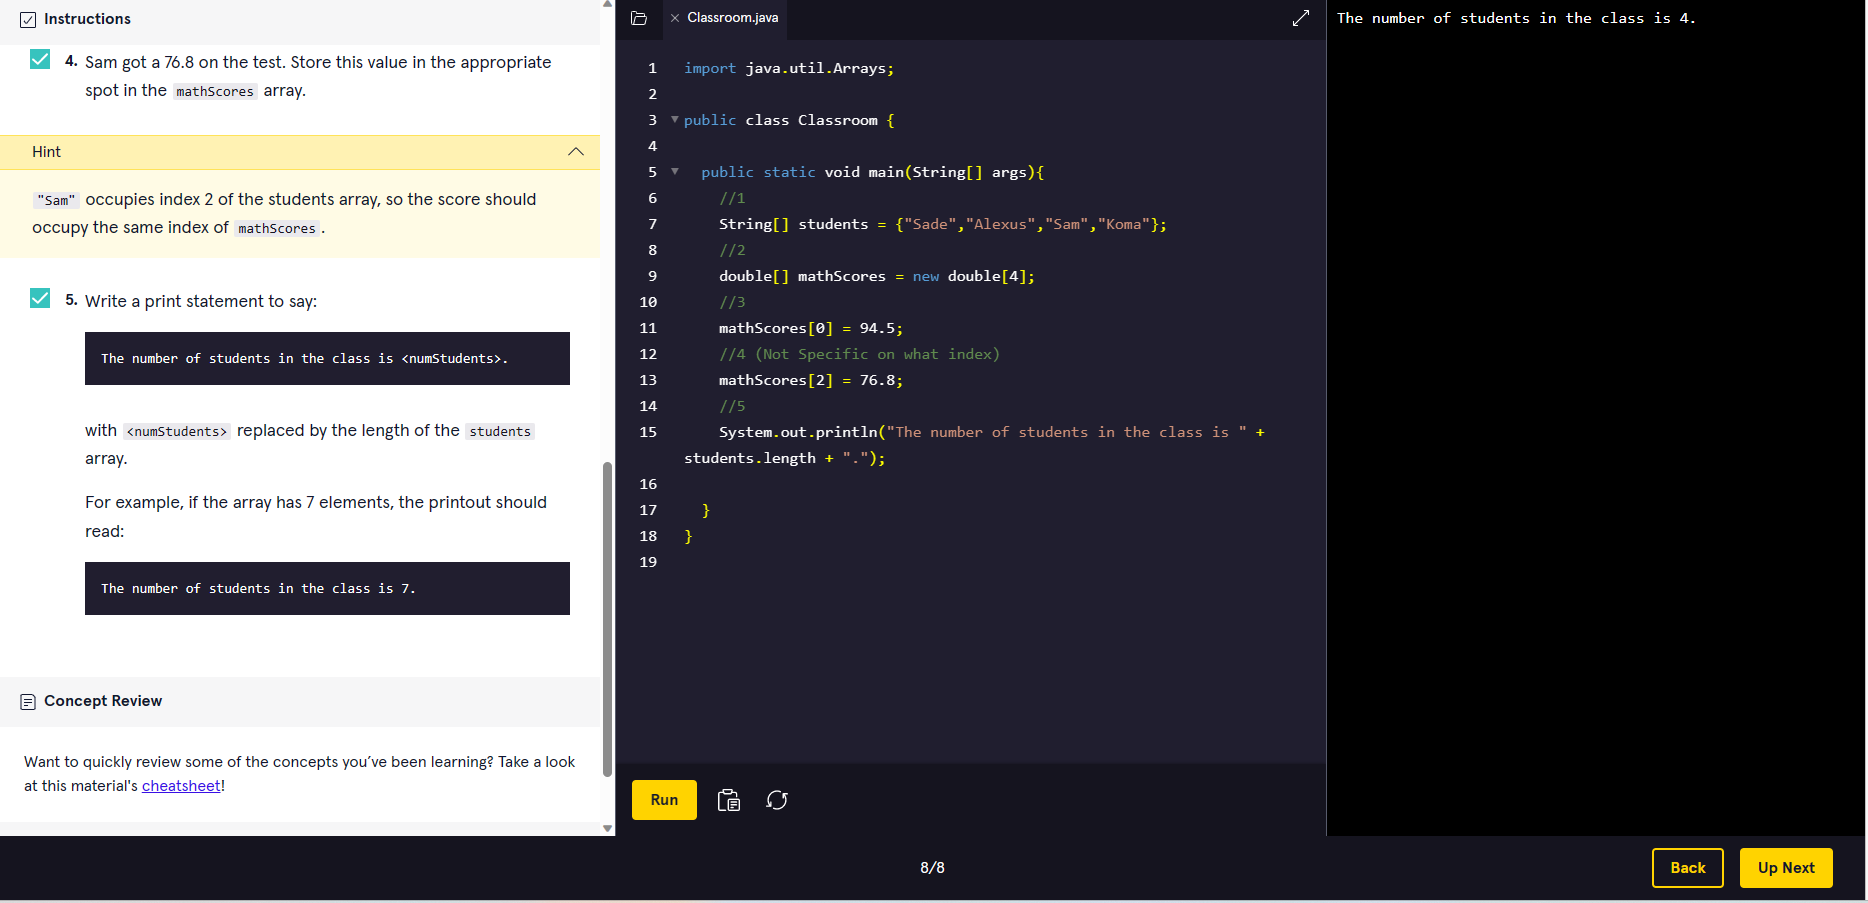 Instructions
4. Sam got a 76.8 on the test. Store this value in the appropriate
spot in the mathScores array.
Hint
"Sam" occupies index 2 of the students array, so the score should
occupy the same index of mathScores.
5. Write a print statement to say:
The number of students in the class is <numStudents>.
with <numStudents> replaced by the length of the students
array.
For example, if the array has 7 elements, the printout should
read:
The number of students in the class is 7.
Concept Review
Want to quickly review some of the concepts you've been learning? Take a look
at this material's cheatsheet!
Classroom.java
1 import java.util.Arrays;
2
3 public class Classroom {
4
5 public static void main(String[] args){
6 //1
7 String[] students = {"Sade","Alexus","Sam","Koma"};
8 //2
9 double[] mathScores = new double[4];
10 //3
11 mathScores[0] = 94.5;
12 //4 (Not Specific on what index)
13 mathScores[2] = 76.8;
14 //5
15 System.out.println("The number of students in the class is " +
students.length + ".");
16
17 }
18 }
19
Run
The number of students in the class is 4.
8/8
Back
Up Next